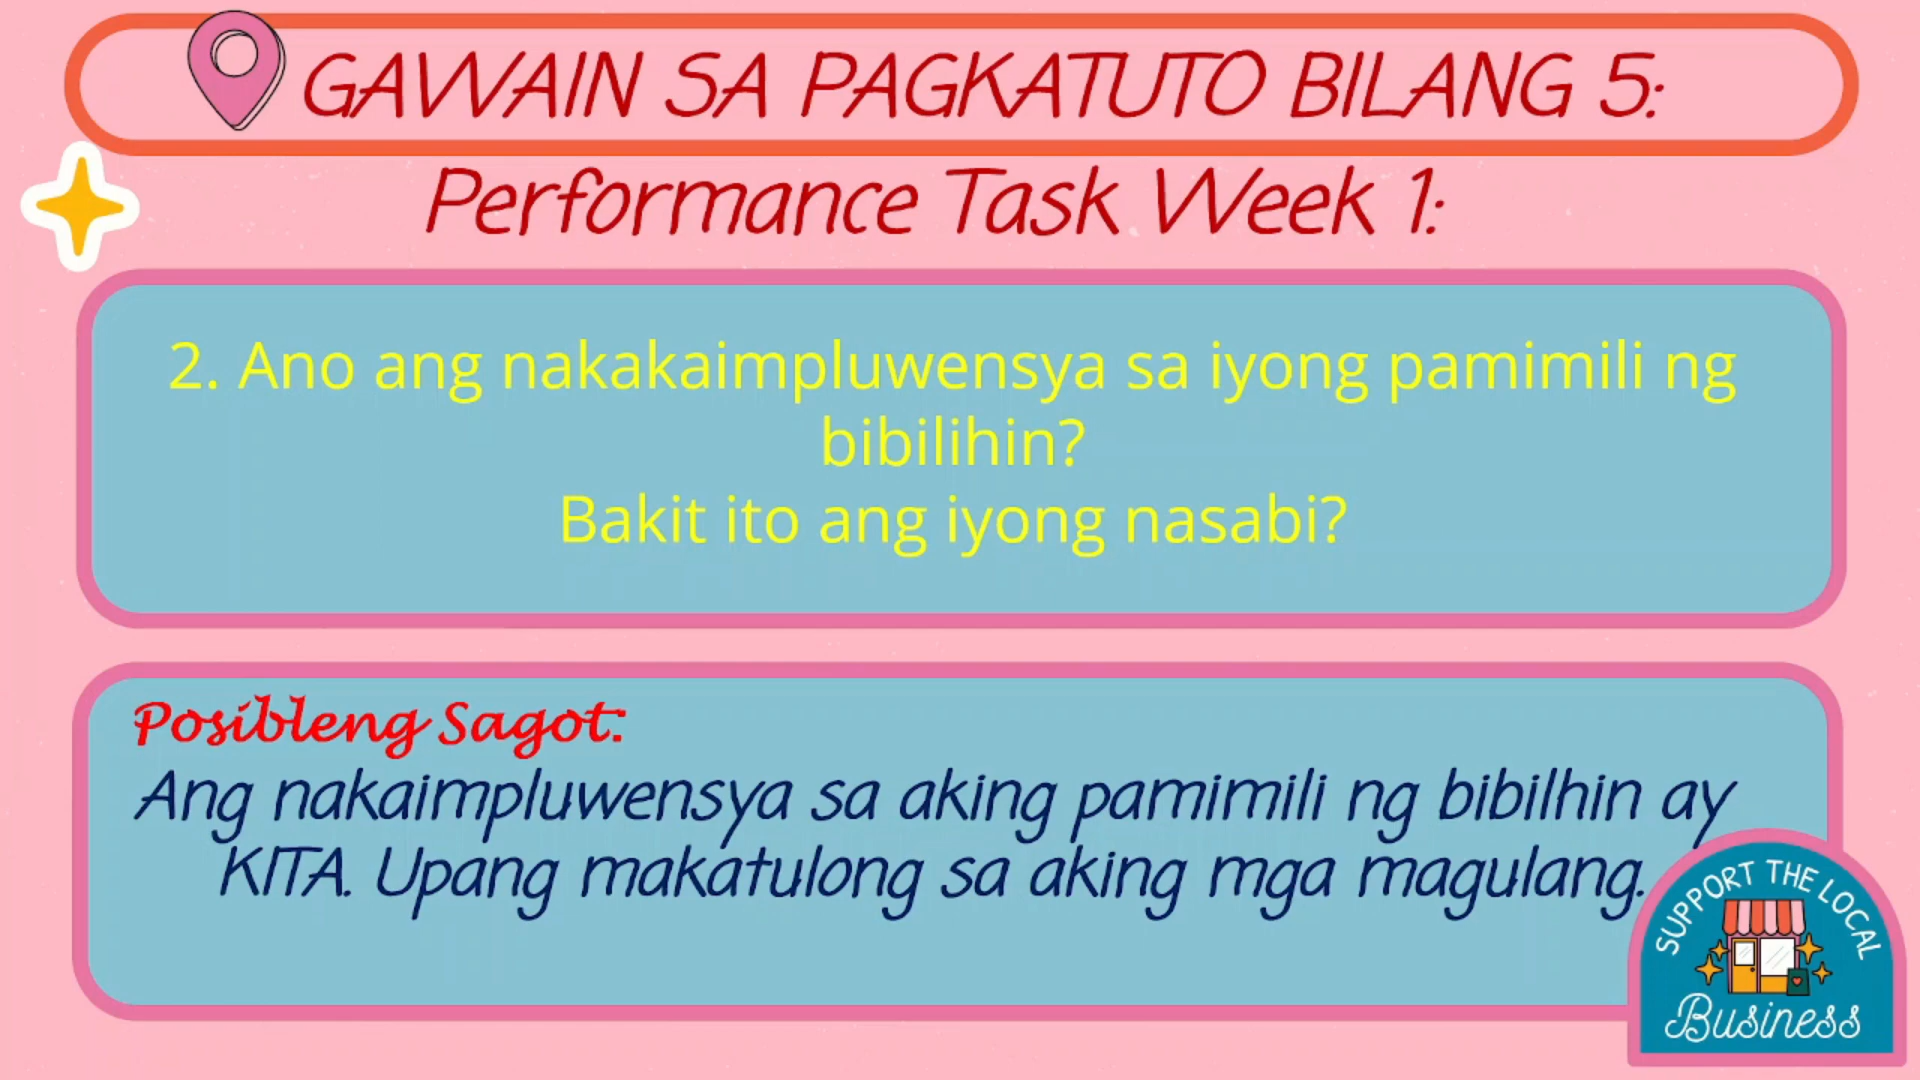 GAWAIN SA PAGKATUTO BILANG 5:
Performance Task Week 1:
2. Ano ang nakakaimpluwensya sa iyong pamimili ng
bibilihin?
Bakit ito ang iyong nasabi?
Posibleng Sagot:
Ang nakaimpluwensya sa aking pamimili ng bibilhin ay
KITA. Upang makatulong sa aking mga magulang.
SUPPORT THE LOCAL
Business